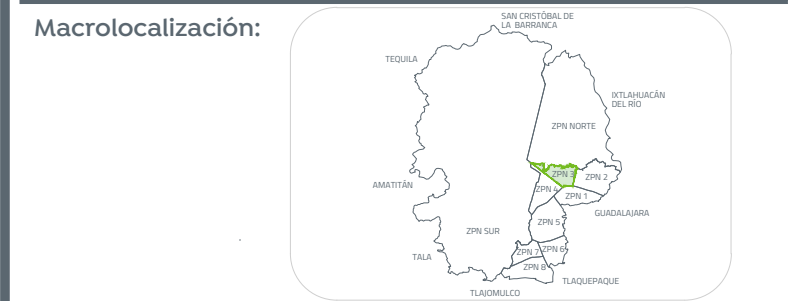 Macrolocalización:
SAN CRISTÓBAL DE
LA BARRANCA
TEQUILA
IXTLAHUACÁN
DEL RÍO
ZPN NORTE
ZPN 3
ZPN 2
AMATITÁN
ZPN 4
ZPN 1
GUADALAJARA
ZPN 5
ZPN SUR
ZPN 7
ZPN 6
TALA
ZPN 8
TLAQUEPAQUE
TLAJOMULCO